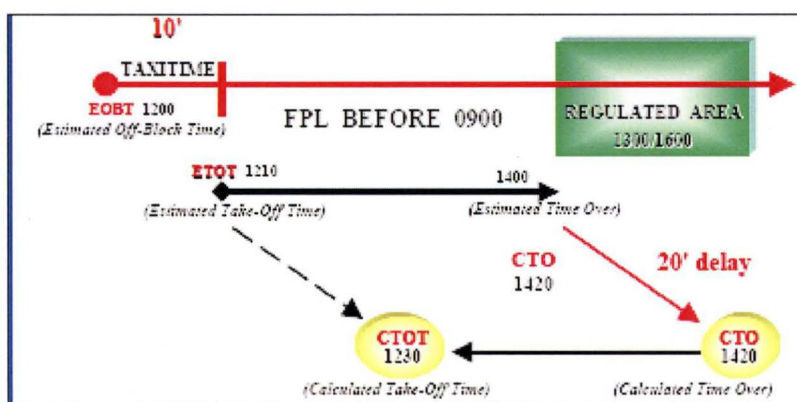 10'
TAXITIME
EOBT 1200
(Estimated Off-Block Time)
FPL BEFORE 0900
REGULATED AREA
1300/1600
ETOT 1210
1400
(Estimated Take-Off Time)
(Estimated Time Over)
CTO
1420
20' delay
CTOT
1230
CTO
1420
(Calculated Take-Off Time)
(Calculated Time Over)